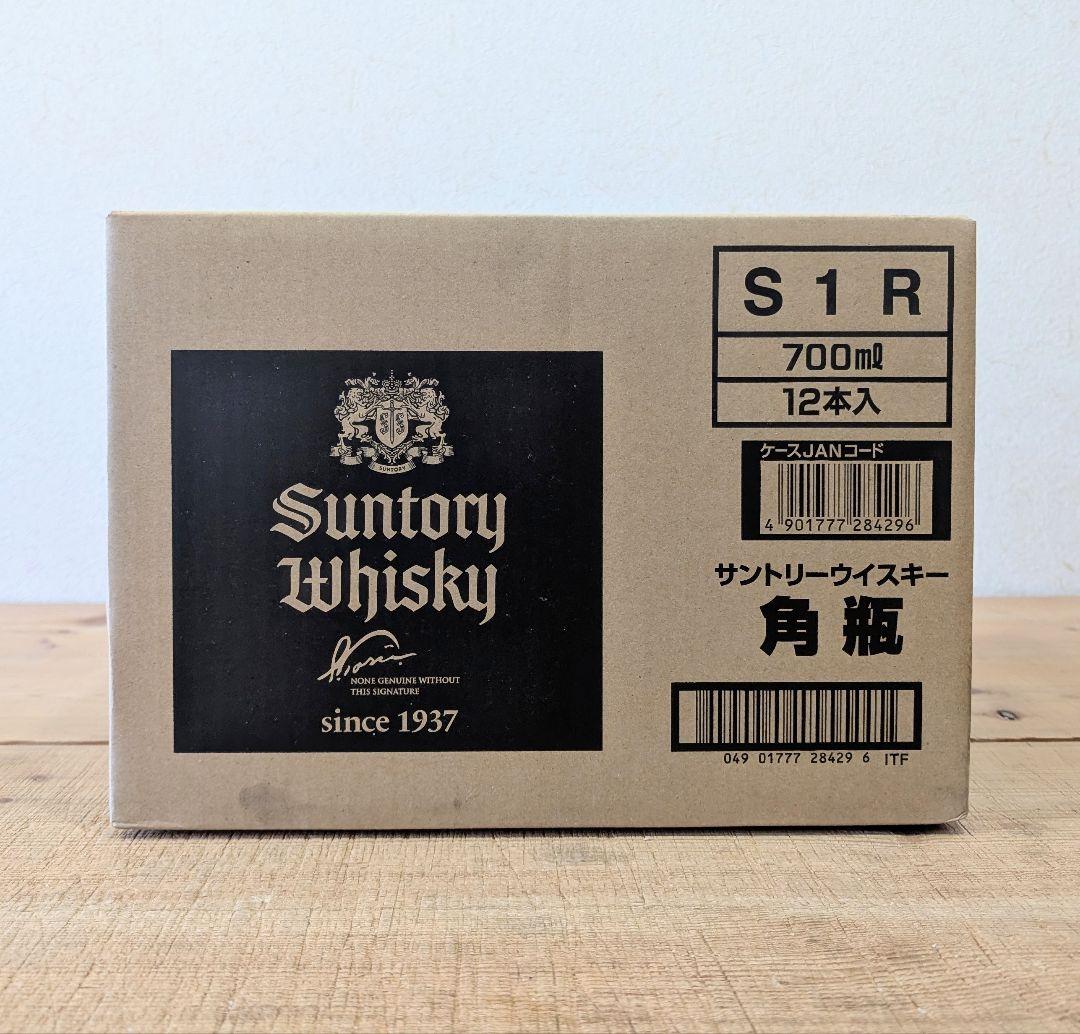 SUNTORY
Suntory
Whisky
NONE GENUINE WITHOUT
THIS SIGNATURE
since 1937
S 1 R
700ml
12本入
ケースJANコード
4 901777 284296
サントリーウイスキー
角瓶
049 01777 28429 6 ITF